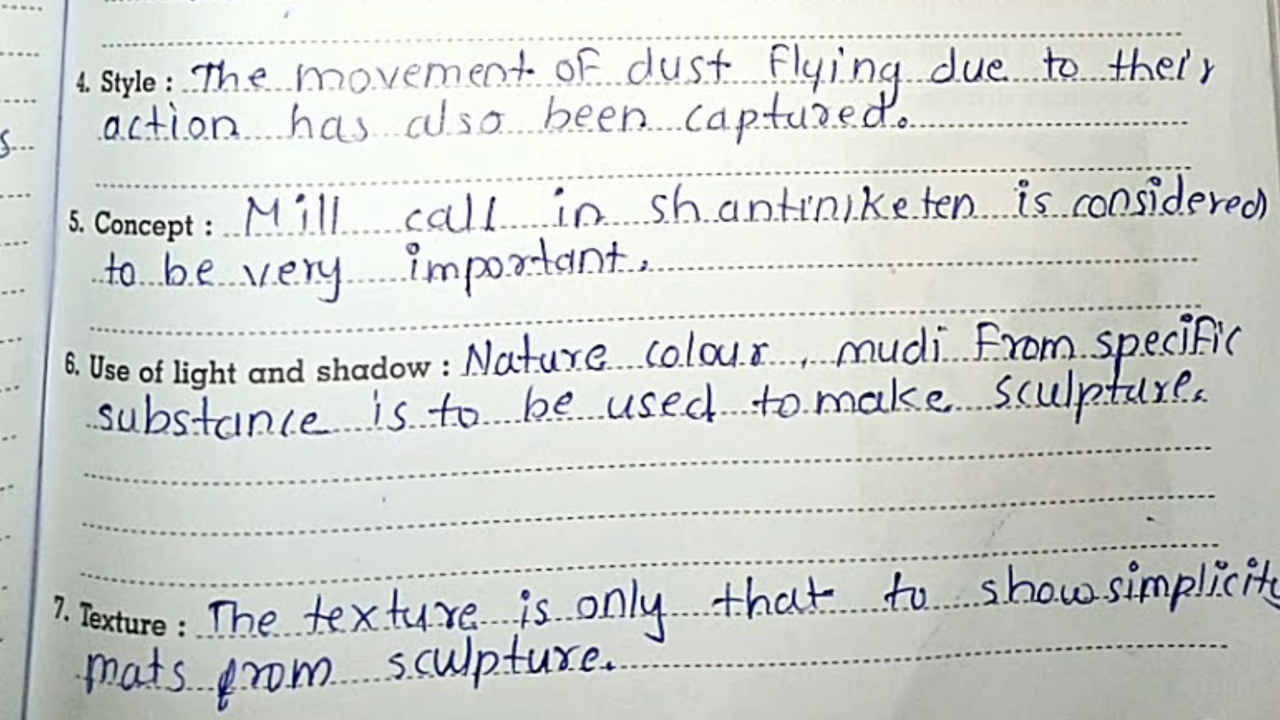 4. Style : The movement of dust flying due to their
action has also been captured.
s
5. Concept : Mill call in shantiniketen is considered
to be very important,
6. Use of light and shadow : Nature colour, mudi from specific
substance is to be used to make sculpture.
7. Texture : The texture is only that to show simplicity
mats from sculpture.